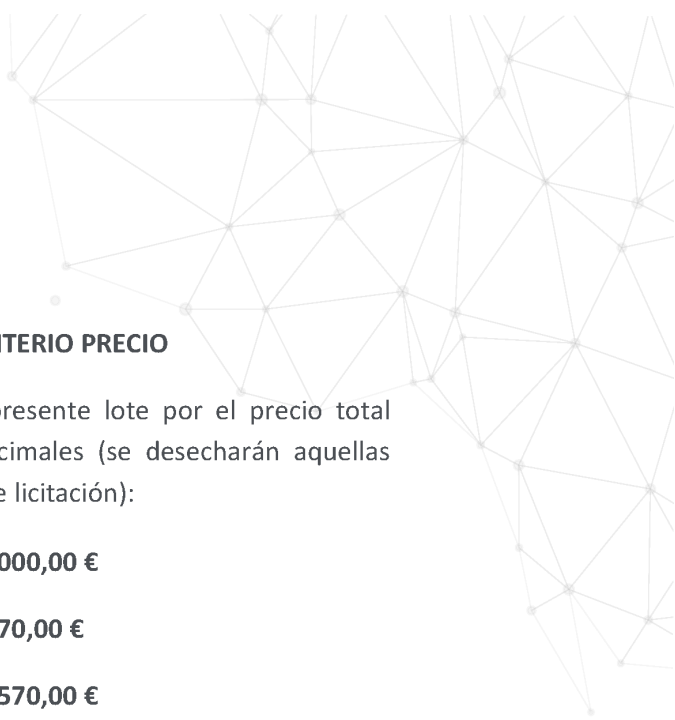 ITERIO PRECIO
presente lote por el precio total
cimales (se desecharán aquellas
e licitación):
000,00 €
70,00 €
570,00 €